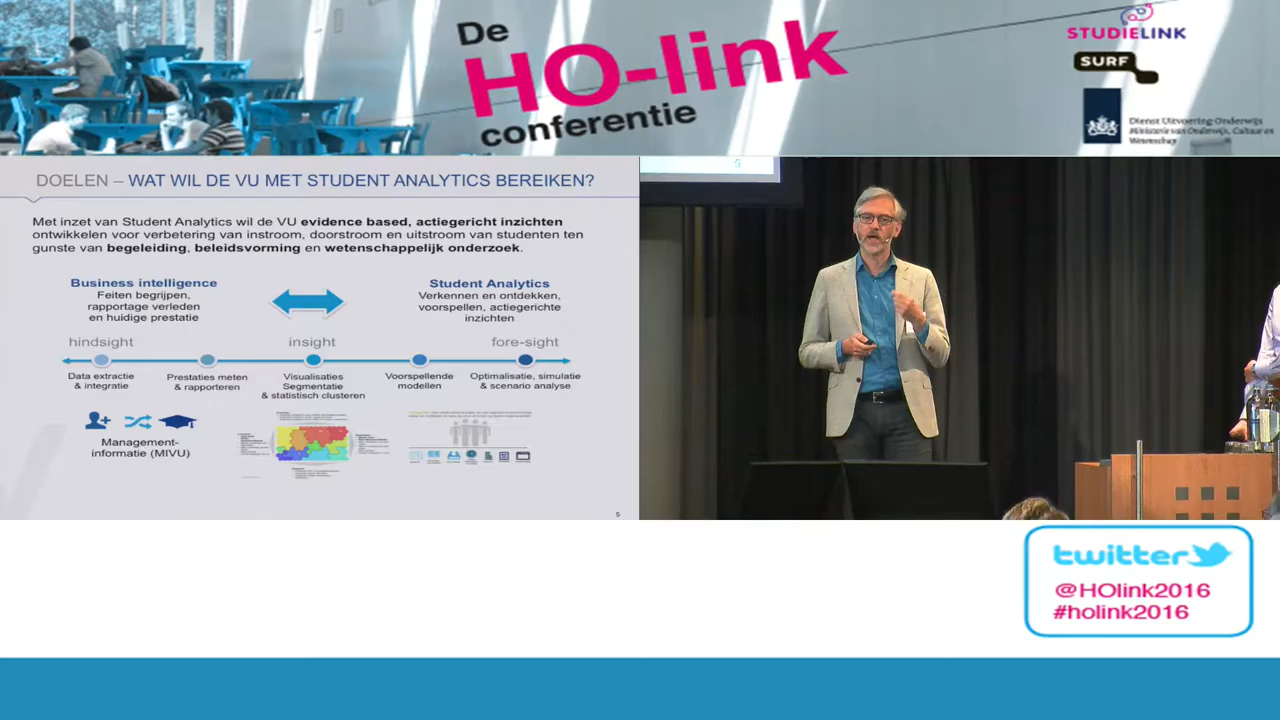 De
HO-link
conferentie
STUDIELINK
SURF
Dienst Uitvoering Onderwijs
Ministerie van Onderwijs, Cultuur en
Wetenschap
DOELEN – WAT WIL DE VU MET STUDENT ANALYTICS BEREIKEN?
Met inzet van Student Analytics wil de VU evidence based, actiegericht inzichten
ontwikkelen voor verbetering van instroom, doorstroom en uitstroom van studenten ten
gunste van begeleiding, beleidsvorming en wetenschappelijk onderzoek.
Business intelligence
Feiten begrijpen,
rapportage verleden
en huidige prestatie
Student Analytics
Verkennen en ontdekken,
voorspellen, actiegerichte
inzichten
hindsight
insight
fore-sight
Data extractie
& integratie
Prestaties meten
& rapporteren
Visualisaties
Segmentatie
& statistisch clusteren
Voorspellende
modellen
Optimalisatie, simulatie
& scenario analyse
Management-
informatie (MIVU)
5
twitter
@HOlink2016
#holink2016